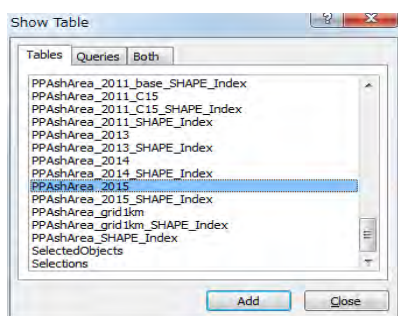 Show Table
Tables Queries Both
PPAshArea_2011_base_SHAPE_Index
PPAshArea_2011_C15
PPAshArea_2011_C15_SHAPE_Index
PPAshArea_2011_SHAPE_Index
PPAshArea_2013
PPAshArea_2013_SHAPE_Index
PPAshArea_2014
PPAshArea_2014_SHAPE_Index
PPAshArea_2015
PPAshArea_2015_SHAPE_Index
PPAshArea_grid1km
PPAshArea_grid1km_SHAPE_Index
PPAshArea_SHAPE_Index
SelectedObjects
Selections
Add Close